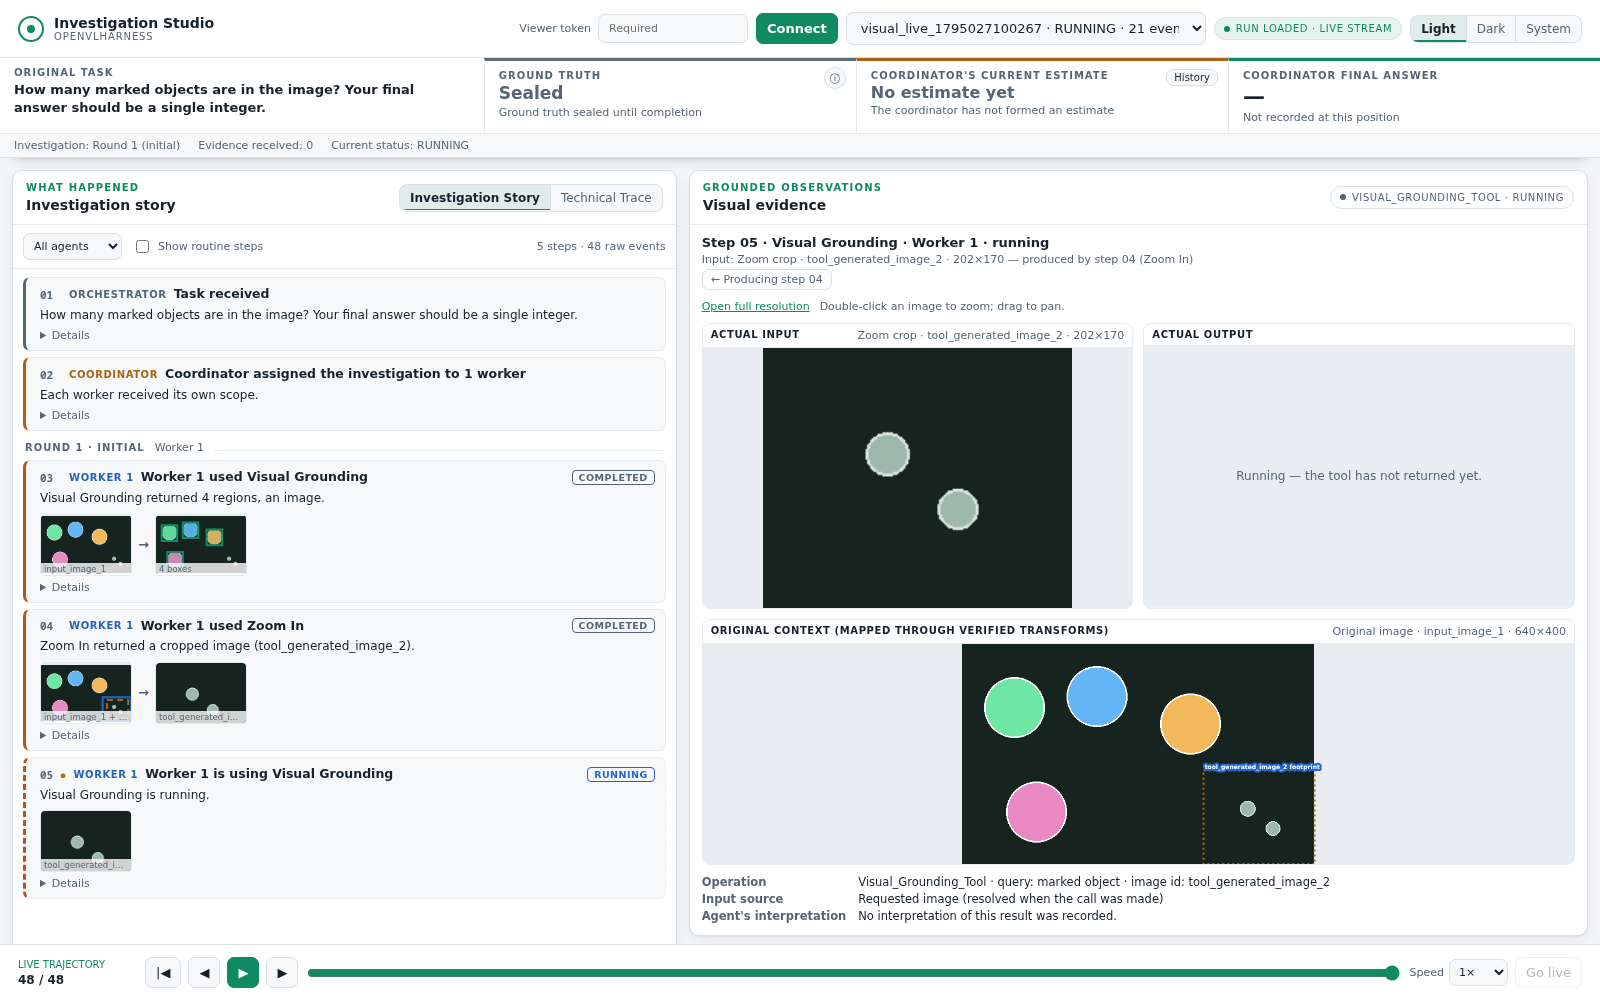 Investigation Studio
OPENVLHARNESS
Viewer token
Required
Connect
visual_live_1795027100267 · RUNNING · 21 even
RUN LOADED · LIVE STREAM
Light
Dark
System
ORIGINAL TASK
How many marked objects are in the image? Your final
answer should be a single integer.
GROUND TRUTH
Sealed
Ground truth sealed until completion
COORDINATOR'S CURRENT ESTIMATE
History
No estimate yet
The coordinator has not formed an estimate
COORDINATOR FINAL ANSWER
—
Not recorded at this position
Investigation: Round 1 (initial)
Evidence received: 0
Current status: RUNNING
WHAT HAPPENED
Investigation story
Investigation Story
Technical Trace
All agents
Show routine steps
5 steps · 48 raw events
01 ORCHESTRATOR Task received
How many marked objects are in the image? Your final answer should be a single integer.
Details
02 COORDINATOR Coordinator assigned the investigation to 1 worker
Each worker received its own scope.
Details
ROUND 1 · INITIAL Worker 1
03 WORKER 1 Worker 1 used Visual Grounding
COMPLETED
Visual Grounding returned 4 regions, an image.
input_image_1
→
4 boxes
Details
04 WORKER 1 Worker 1 used Zoom In
COMPLETED
Zoom In returned a cropped image (tool_generated_image_2).
input_image_1 + ...
→
tool_generated_i...
Details
05 WORKER 1 Worker 1 is using Visual Grounding
RUNNING
Visual Grounding is running.
tool_generated_i...
Details
GROUNDED OBSERVATIONS
Visual evidence
VISUAL_GROUNDING_TOOL · RUNNING
Step 05 · Visual Grounding · Worker 1 · running
Input: Zoom crop · tool_generated_image_2 · 202×170 — produced by step 04 (Zoom In)
← Producing step 04
Open full resolution
Double-click an image to zoom; drag to pan.
ACTUAL INPUT
Zoom crop · tool_generated_image_2 · 202×170
ACTUAL OUTPUT
Running — the tool has not returned yet.
ORIGINAL CONTEXT (MAPPED THROUGH VERIFIED TRANSFORMS)
Original image · input_image_1 · 640×400
tool_generated_image_2 footprint
Operation Visual_Grounding_Tool · query: marked object · image id: tool_generated_image_2
Input source Requested image (resolved when the call was made)
Agent's interpretation No interpretation of this result was recorded.
LIVE TRAJECTORY
48 / 48
Speed
1×
Go live